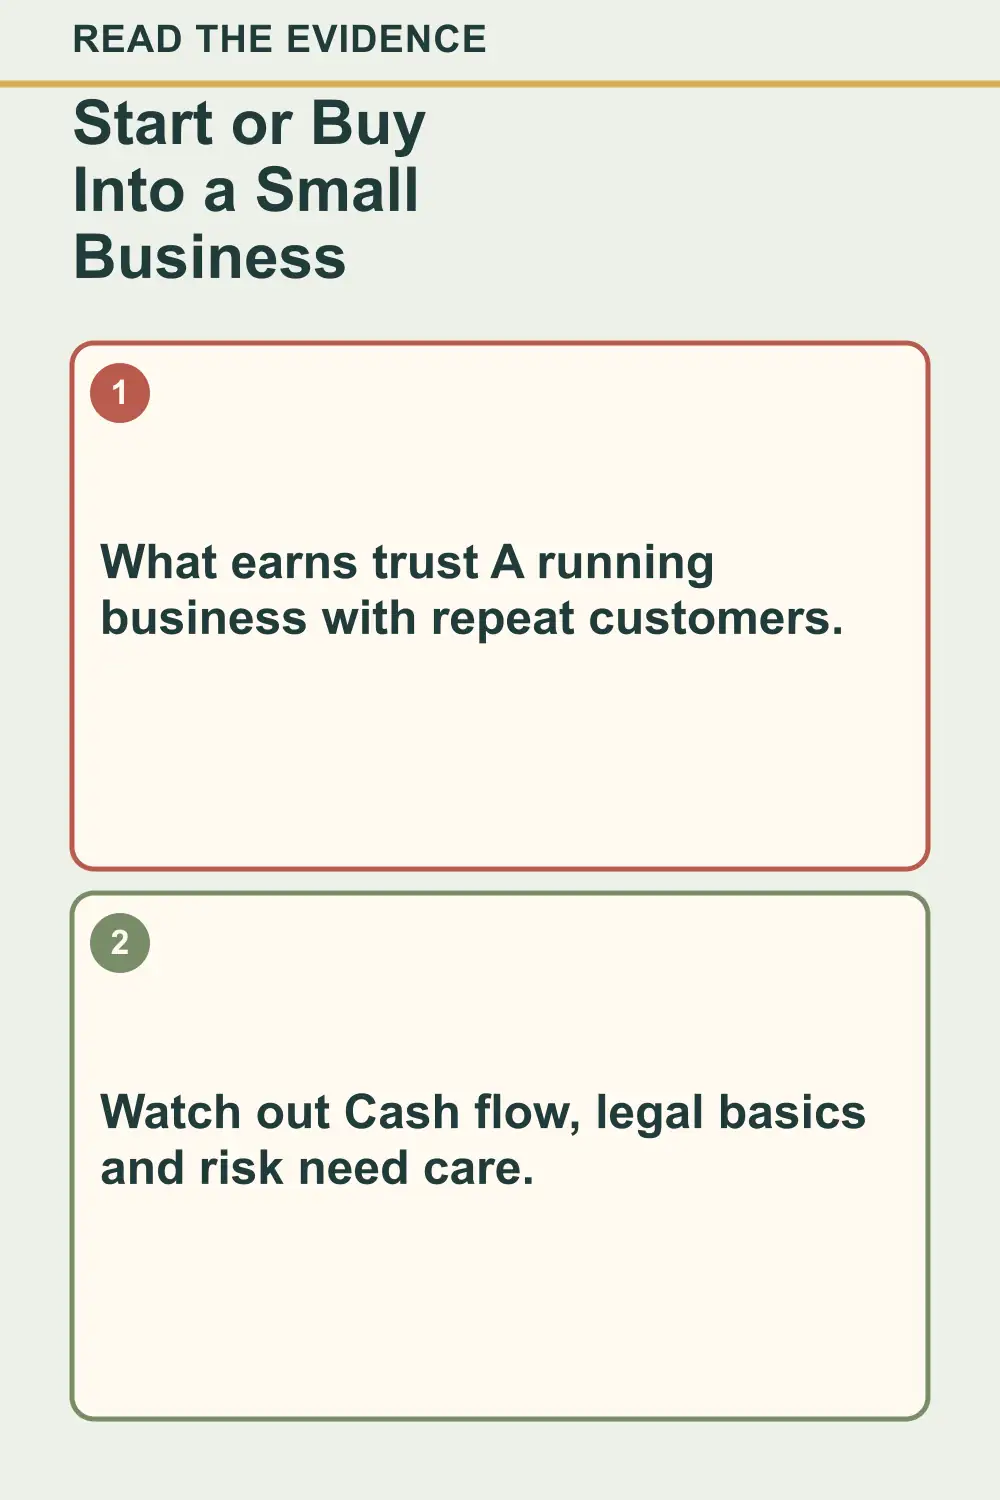 READ THE EVIDENCE
Start or Buy
Into a Small
Business
1
What earns trust A running
business with repeat customers.
2
Watch out Cash flow, legal basics
and risk need care.